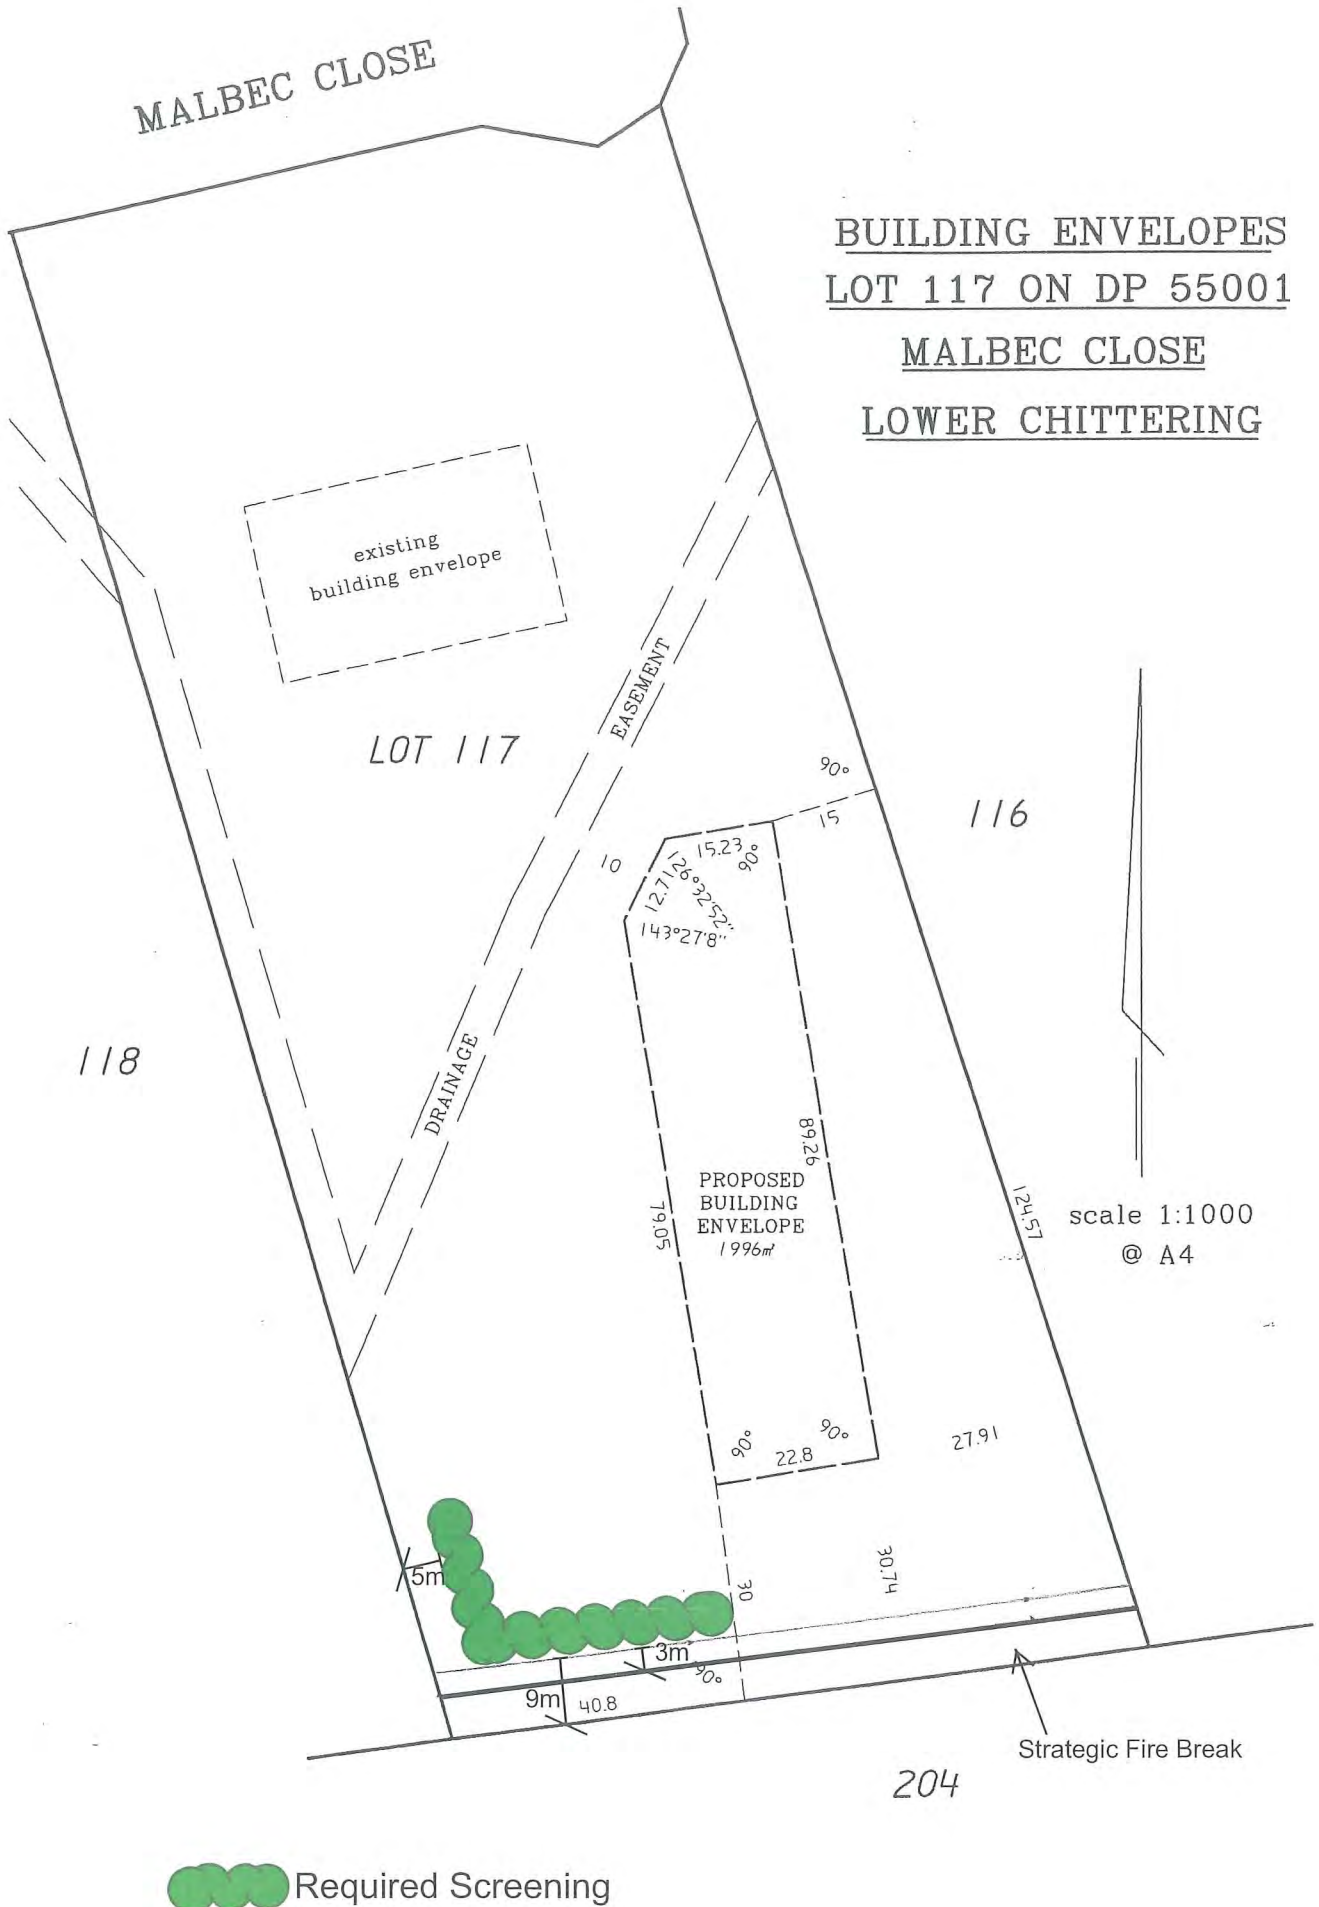 MALBEC CLOSE
BUILDING ENVELOPES
LOT 117 ON DP 55001
MALBEC CLOSE
LOWER CHITTERING
existing
building envelope
EASEMENT
LOT 117
90°
15
116
10
15.23
90°
12.71
126°32'52"
143°27'8"
DRAINAGE
118
89.26
PROPOSED
BUILDING
ENVELOPE
1996m²
79.05
124.57
scale 1:1000
@ A4
90°
90°
22.8
27.91
5m
30
30.74
3m
90°
9m
40.8
Strategic Fire Break
204
Required Screening